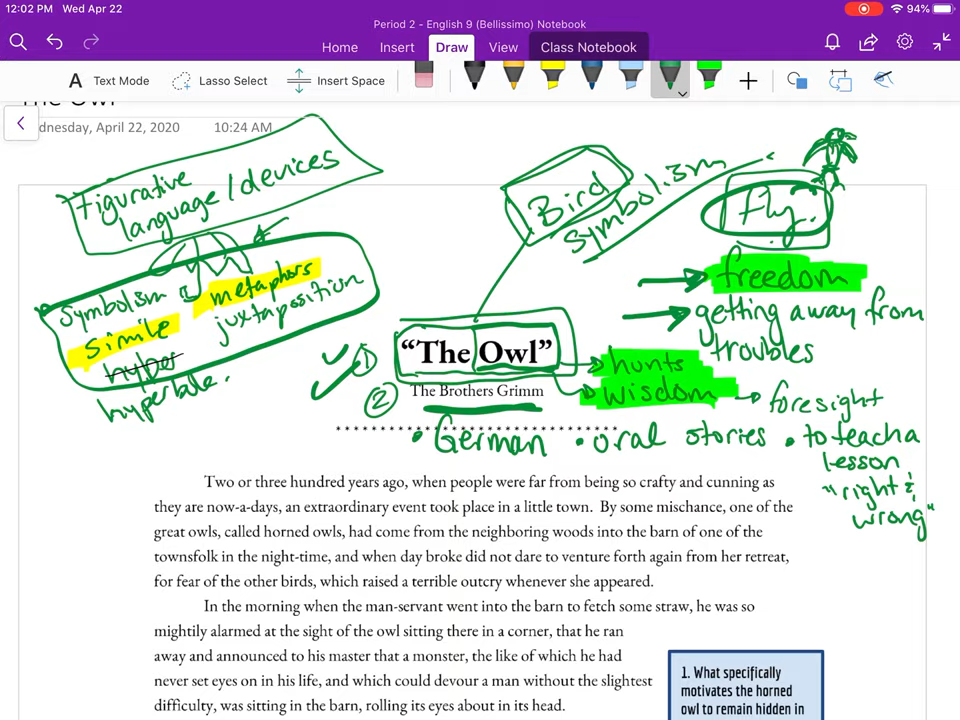 12:02 PM Wed Apr 22
94%
Period 2 - English 9 (Bellissimo) Notebook
Home Insert Draw View Class Notebook
Text Mode Lasso Select Insert Space
The Owl
dnesday, April 22, 2020 10:24 AM
Figurative
language/devices
Symbolism
metaphors
simile
juxtaposition
hyper
hyperbole.
Bird
Symbolism
fly.
freedom
getting away from
troubles
①
“The Owl”
hunts
② The Brothers Grimm
wisdom
foresight
• German • oral stories • to teach a
lesson
"right &
wrong"
Two or three hundred years ago, when people were far from being so crafty and cunning as
they are now-a-days, an extraordinary event took place in a little town. By some mischance, one of the
great owls, called horned owls, had come from the neighboring woods into the barn of one of the
townsfolk in the night-time, and when day broke did not dare to venture forth again from her retreat,
for fear of the other birds, which raised a terrible outcry whenever she appeared.
In the morning when the man-servant went into the barn to fetch some straw, he was so
mightily alarmed at the sight of the owl sitting there in a corner, that he ran
away and announced to his master that a monster, the like of which he had
never set eyes on in his life, and which could devour a man without the slightest
difficulty, was sitting in the barn, rolling its eyes about in its head.
1. What specifically
motivates the horned
owl to remain hidden in